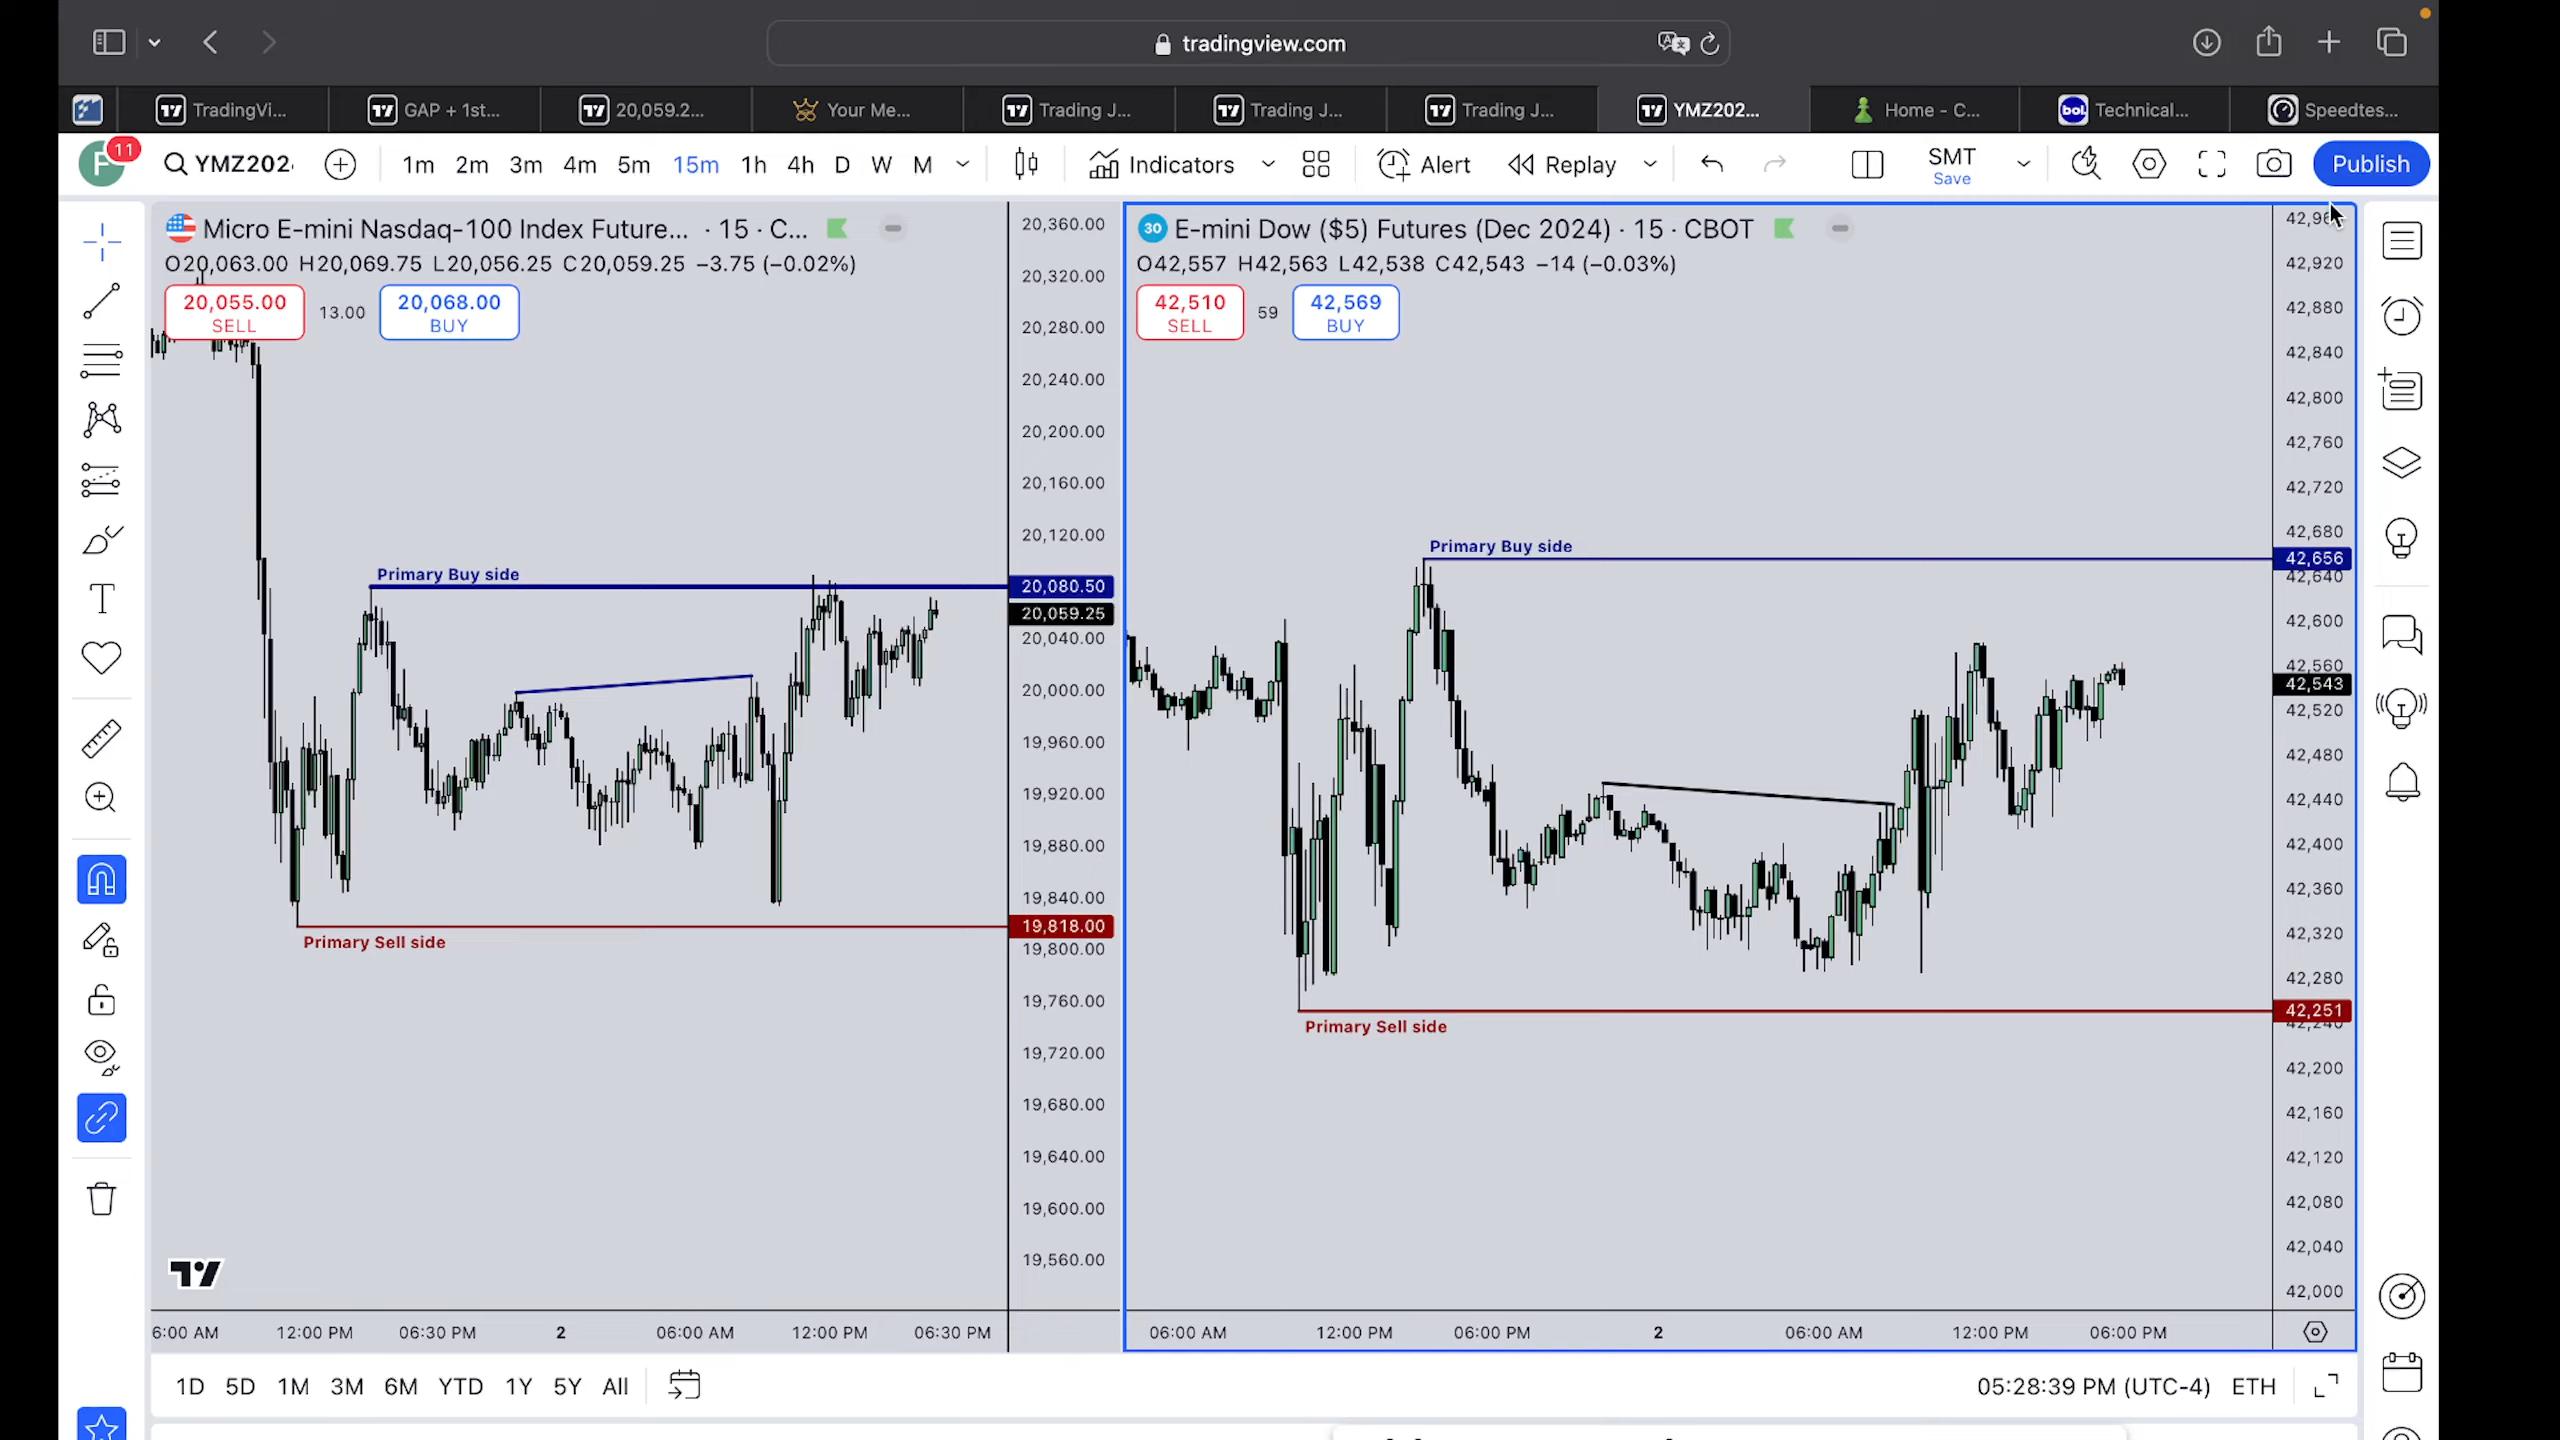 tradingview.com
TradingVi...
GAP + 1st...
20,059.2...
Your Me...
Trading J...
Trading J...
Trading J...
YMZ202...
Home - C...
bol. Technical...
Speedtes...
F 11 YMZ202 1m 2m 3m 4m 5m 15m 1h 4h D W M Indicators Alert Replay SMT Save Publish
Micro E-mini Nasdaq-100 Index Future... · 15 · C...
O20,063.00 H20,069.75 L20,056.25 C20,059.25 −3.75 (−0.02%)
20,055.00 SELL
13.00
20,068.00 BUY
Primary Buy side
Primary Sell side
20,360.00
20,320.00
20,280.00
20,240.00
20,200.00
20,160.00
20,120.00
20,080.50
20,059.25
20,040.00
20,000.00
19,960.00
19,920.00
19,880.00
19,840.00
19,818.00
19,800.00
19,760.00
19,720.00
19,680.00
19,640.00
19,600.00
19,560.00
6:00 AM 12:00 PM 06:30 PM 2 06:00 AM 12:00 PM 06:30 PM
30 E-mini Dow ($5) Futures (Dec 2024) · 15 · CBOT
O42,557 H42,563 L42,538 C42,543 −14 (−0.03%)
42,510 SELL
59
42,569 BUY
Primary Buy side
Primary Sell side
42,920
42,880
42,840
42,800
42,760
42,720
42,680
42,656
42,640
42,600
42,560
42,543
42,520
42,480
42,440
42,400
42,360
42,320
42,280
42,251
42,240
42,200
42,160
42,120
42,080
42,040
42,000
06:00 AM 12:00 PM 06:00 PM 2 06:00 AM 12:00 PM 06:00 PM
1D 5D 1M 3M 6M YTD 1Y 5Y All
05:28:39 PM (UTC-4) ETH